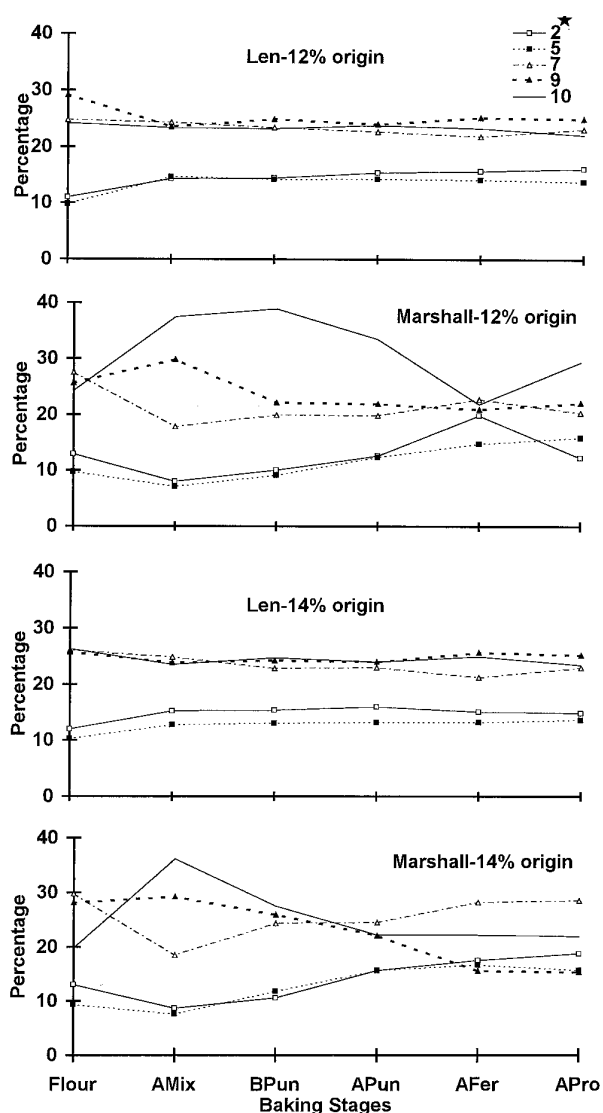 40
30
20
10
0
Percentage
Len-12% origin
2★
5
7
9
10
40
30
20
10
0
Percentage
Marshall-12% origin
40
30
20
10
0
Percentage
Len-14% origin
40
30
20
10
0
Percentage
Marshall-14% origin
Flour AMix BPun APun AFer APro
Baking Stages